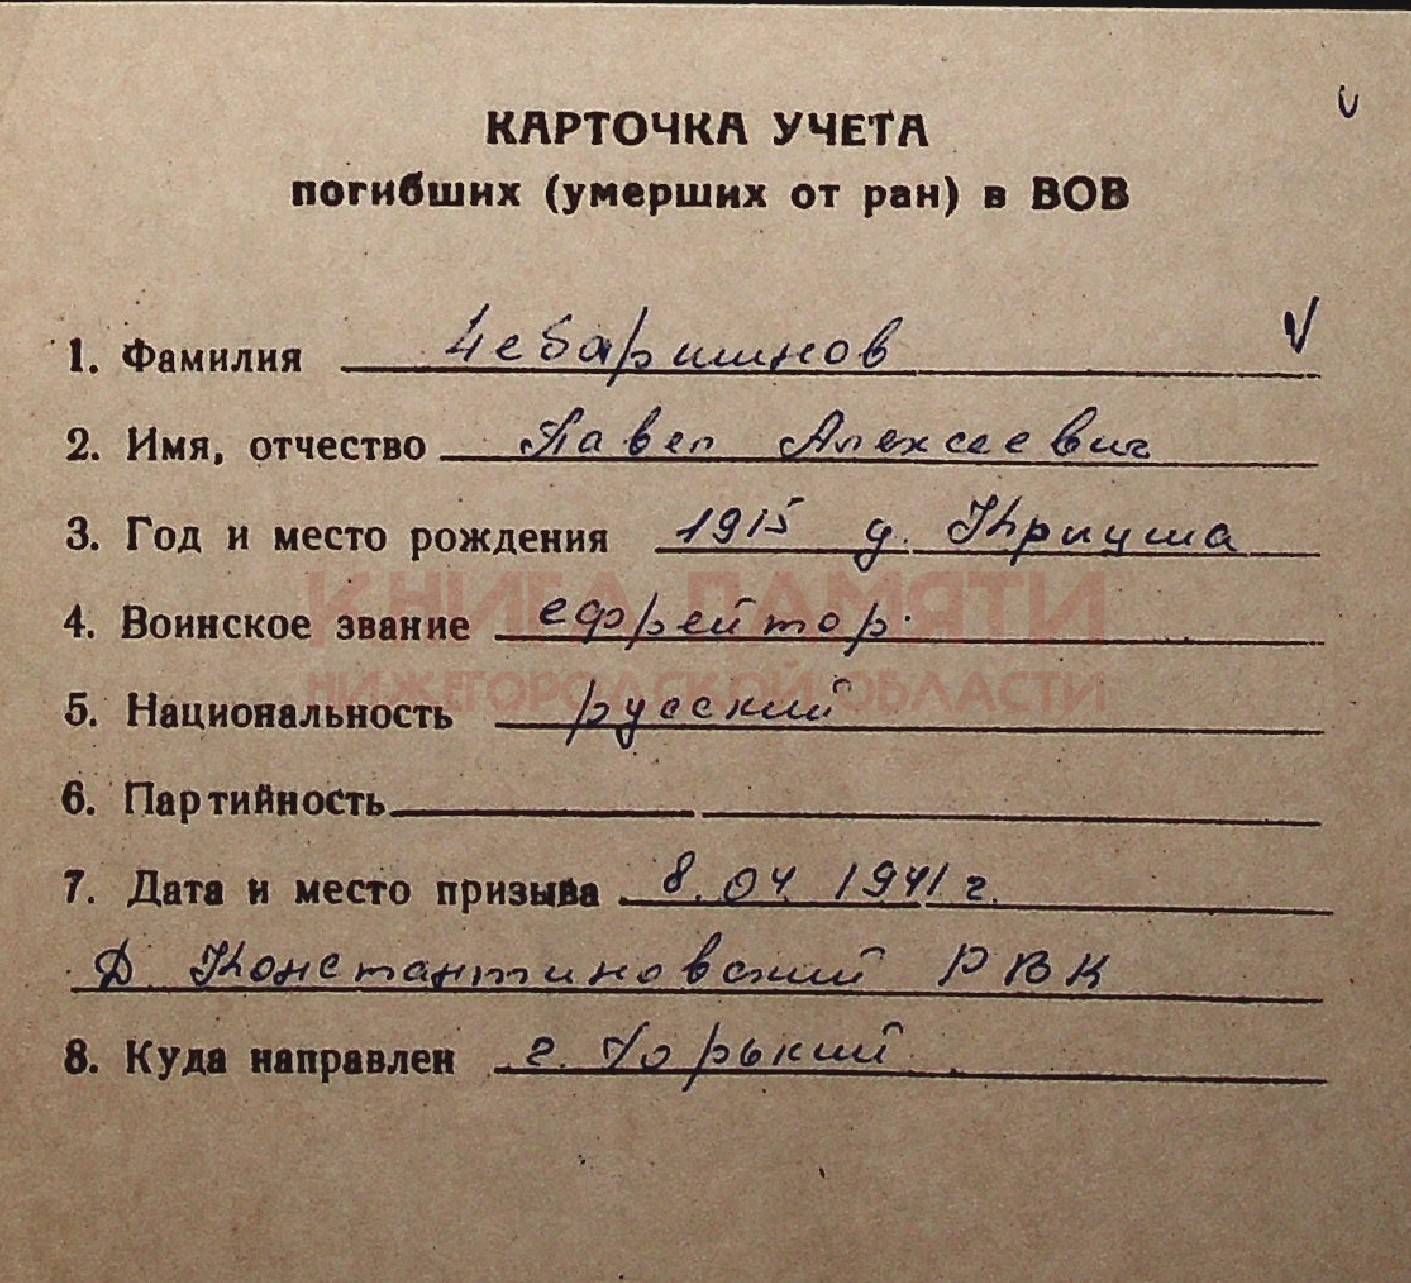 КАРТОЧКА УЧЕТА
погибших (умерших от ран) в ВОВ
1. Фамилия Чебаршинов
2. Имя, отчество Павел Алексеевич
3. Год и место рождения 1915 д. Криуша
КНИГА ПАМЯТИ
4. Воинское звание ефрейтор.
НИЖЕГОРОДСКОЙ ОБЛАСТИ
5. Национальность русский
6. Партийность
7. Дата и место призыва 8.04 1941 г.
Д. Константиновский РВК
8. Куда направлен г. Горький